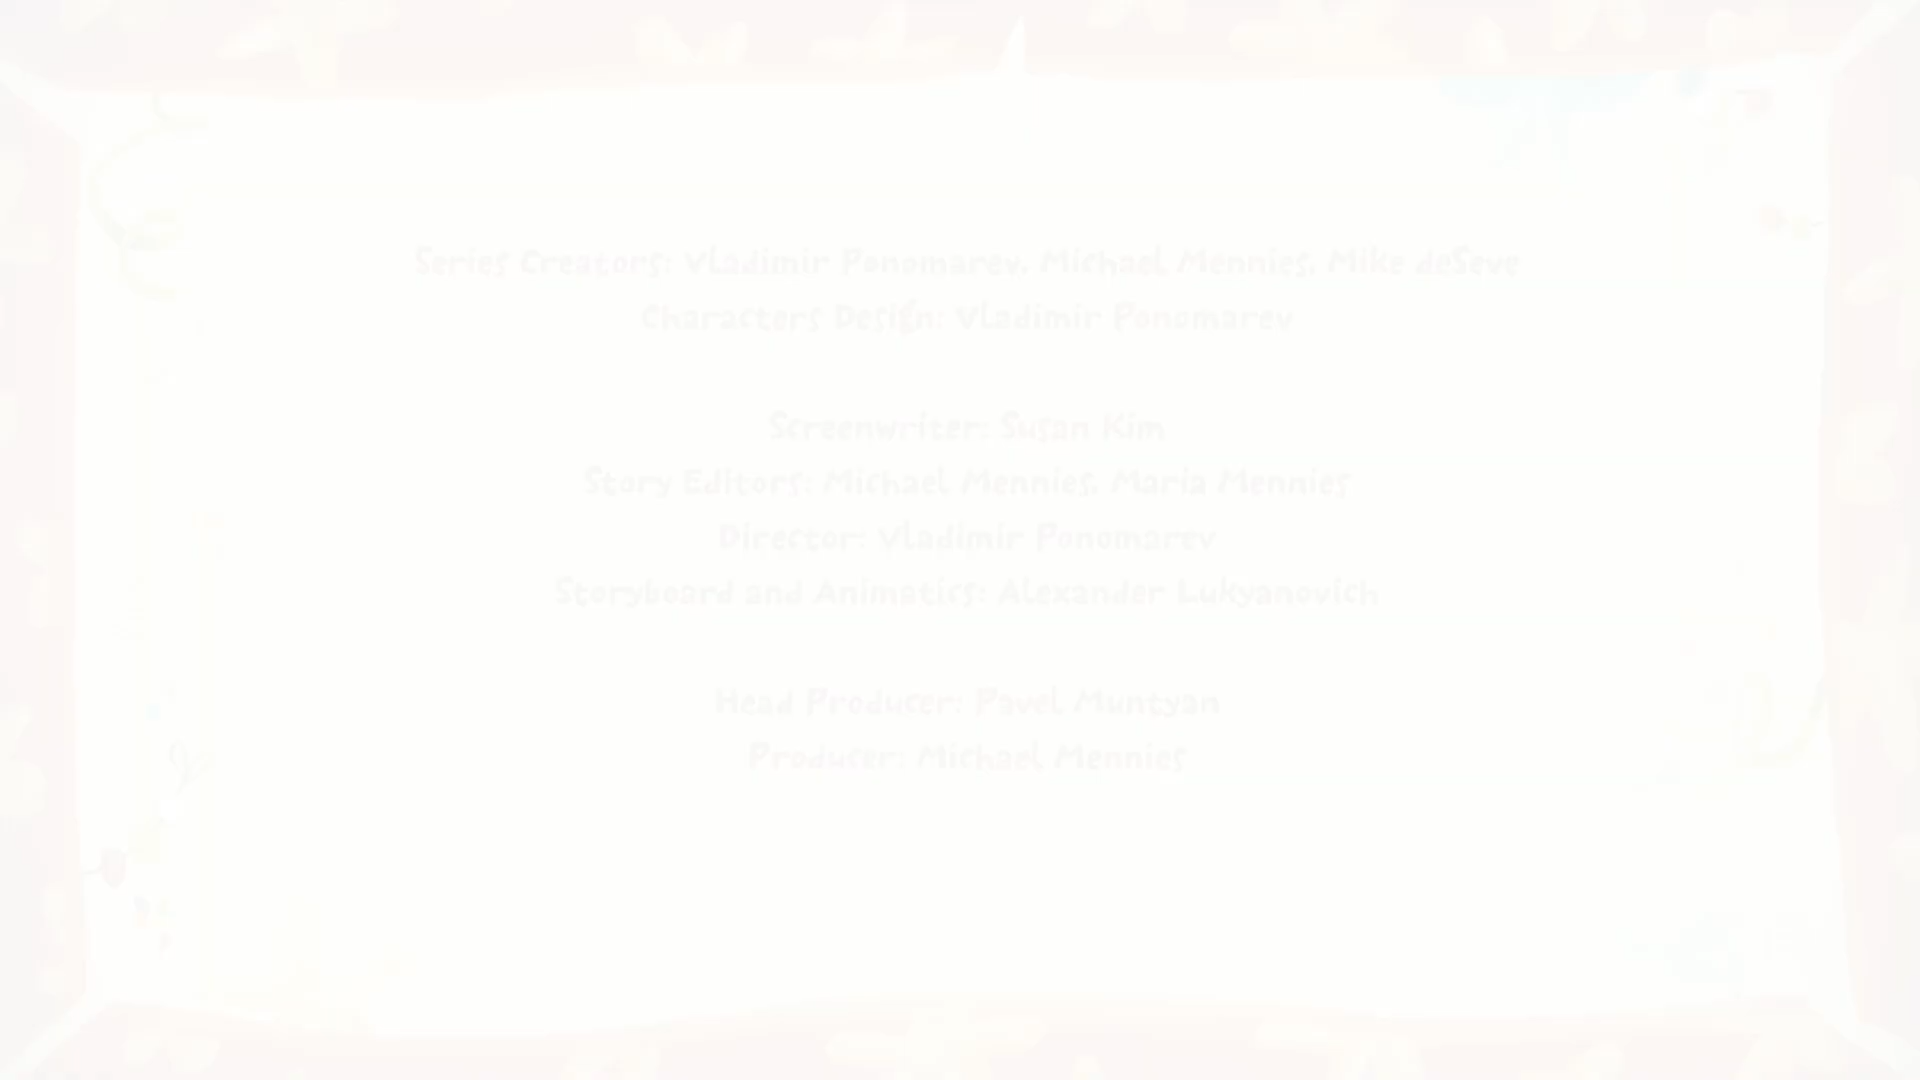 Series Creators: Vladimir Ponomarev, Michael Mennies, Mike deSeve
Characters Design: Vladimir Ponomarev
Screenwriter: Susan Kim
Story Editors: Michael Mennies, Maria Mennies
Director: Vladimir Ponomarev
Storyboard and Animatics: Alexander Lukyanovich
Head Producer: Pavel Muntyan
Producer: Michael Mennies